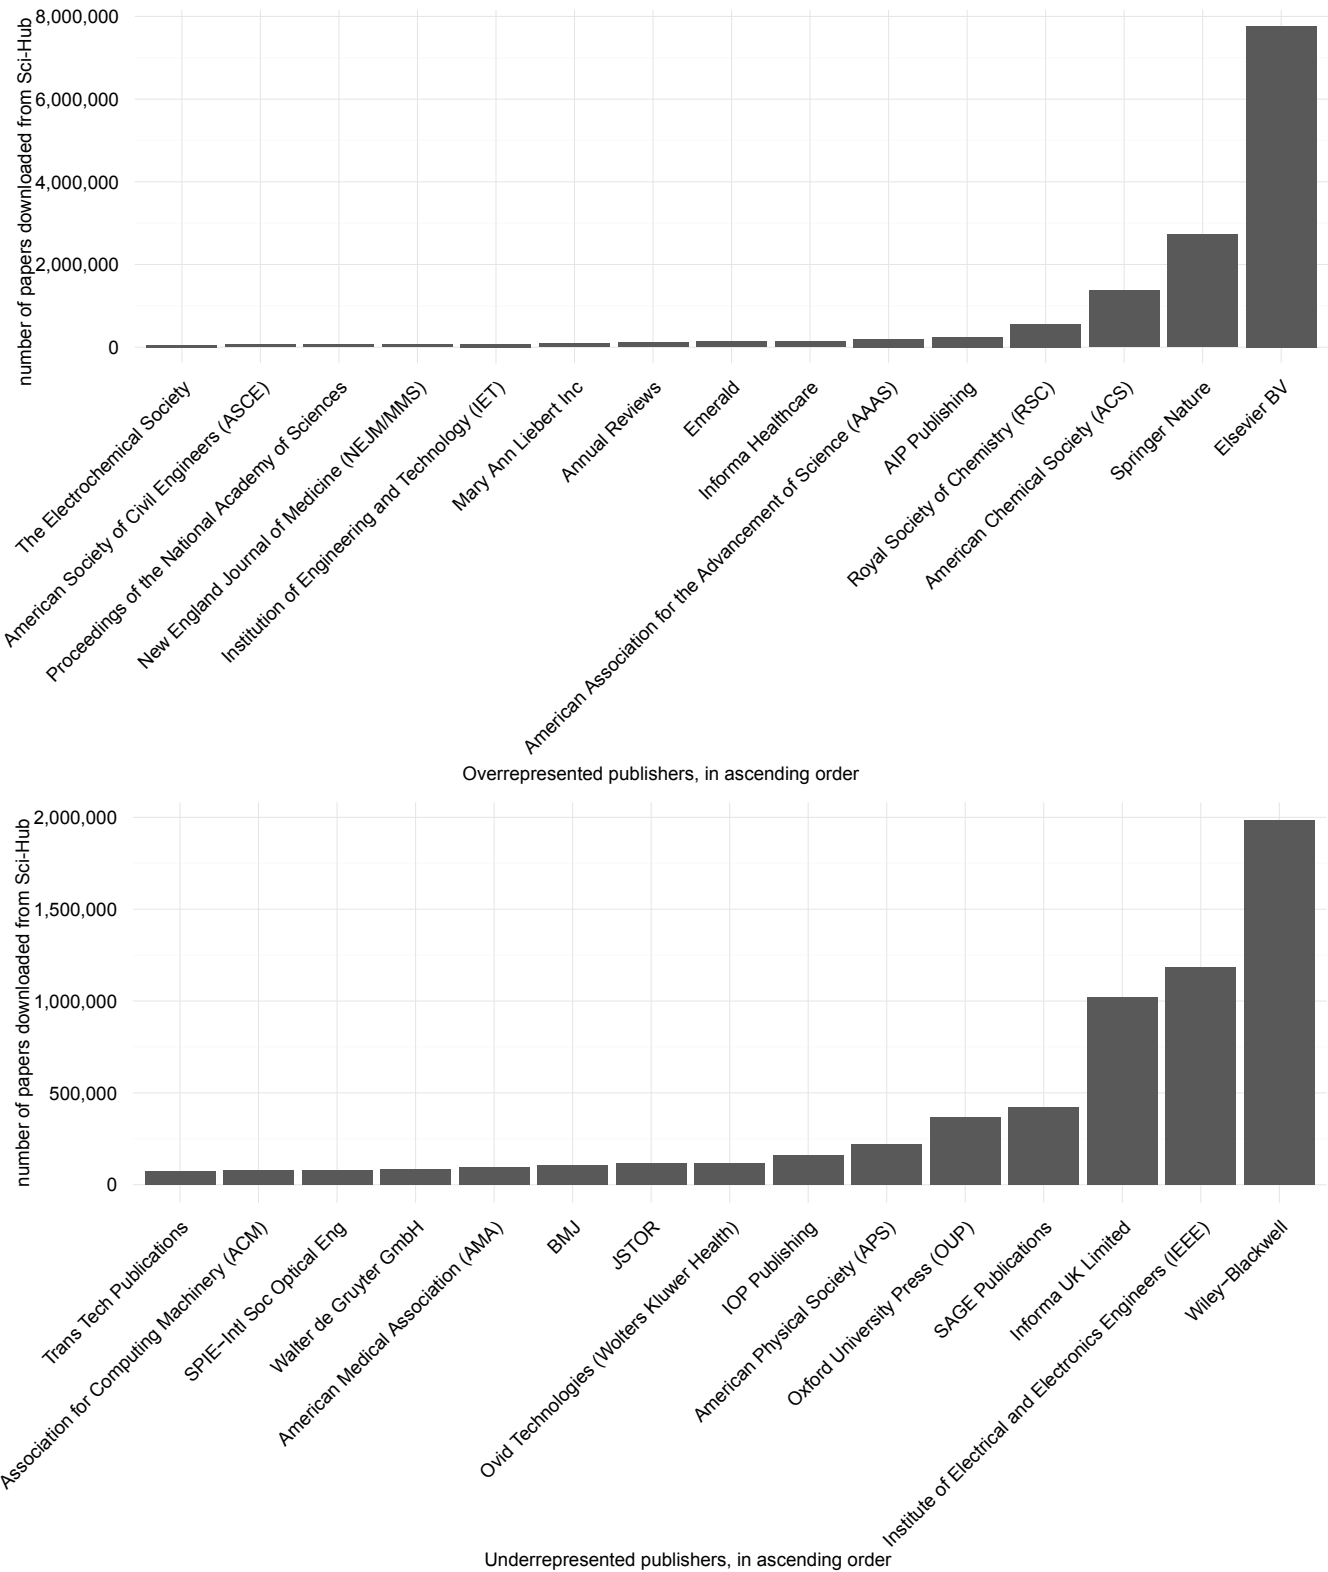 number of papers downloaded from Sci-Hub
8,000,000
6,000,000
4,000,000
2,000,000
0
The Electrochemical Society
American Society of Civil Engineers (ASCE)
Proceedings of the National Academy of Sciences
New England Journal of Medicine (NEJM/MMS)
Institution of Engineering and Technology (IET)
Mary Ann Liebert Inc
Annual Reviews
Emerald
Informa Healthcare
American Association for the Advancement of Science (AAAS)
AIP Publishing
Royal Society of Chemistry (RSC)
American Chemical Society (ACS)
Springer Nature
Elsevier BV
Overrepresented publishers, in ascending order
number of papers downloaded from Sci-Hub
2,000,000
1,500,000
1,000,000
500,000
0
Trans Tech Publications
Association for Computing Machinery (ACM)
SPIE−Intl Soc Optical Eng
Walter de Gruyter GmbH
American Medical Association (AMA)
BMJ
JSTOR
Ovid Technologies (Wolters Kluwer Health)
IOP Publishing
American Physical Society (APS)
Oxford University Press (OUP)
SAGE Publications
Informa UK Limited
Institute of Electrical and Electronics Engineers (IEEE)
Wiley−Blackwell
Underrepresented publishers, in ascending order